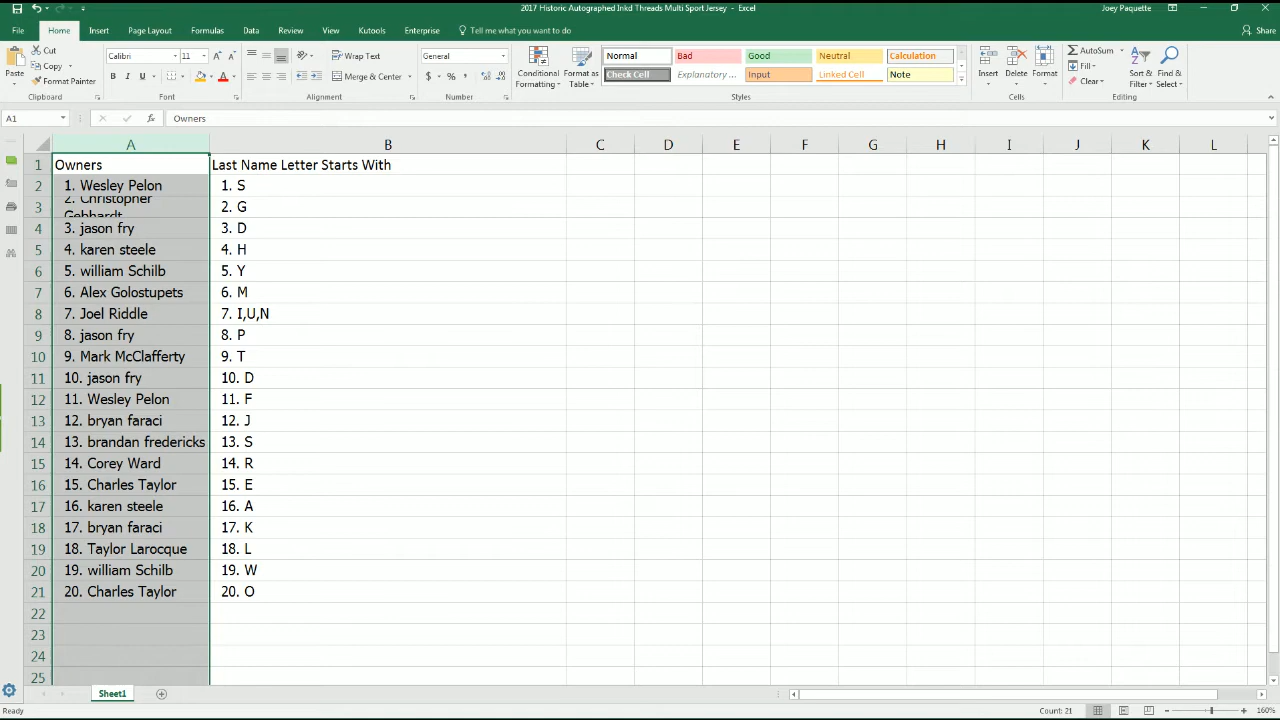 2017 Historic Autographed Inkd Threads Multi Sport Jersey - Excel
Joey Paquette
File Home Insert Page Layout Formulas Data Review View Kutools Enterprise Tell me what you want to do... Share
Cut
Copy
Format Painter
Paste
Clipboard
Calibri 11
B I U A
Font
Wrap Text
Merge & Center
Alignment
General
$ % ,
Number
Conditional Formatting
Format as Table
Normal Bad Good Neutral Calculation
Check Cell Explanatory ... Input Linked Cell Note
Styles
Insert Delete Format
Cells
AutoSum
Fill
Clear
Sort & Filter
Find & Select
Editing
A1 fx Owners
A B C D E F G H I J K L
1 Owners Last Name Letter Starts With
2 1. Wesley Pelon 1. S
3 2. Christopher Gebhardt 2. G
4 3. jason fry 3. D
5 4. karen steele 4. H
6 5. william Schilb 5. Y
7 6. Alex Golostupets 6. M
8 7. Joel Riddle 7. I,U,N
9 8. jason fry 8. P
10 9. Mark McClafferty 9. T
11 10. jason fry 10. D
12 11. Wesley Pelon 11. F
13 12. bryan faraci 12. J
14 13. brandan fredericks 13. S
15 14. Corey Ward 14. R
16 15. Charles Taylor 15. E
17 16. karen steele 16. A
18 17. bryan faraci 17. K
19 18. Taylor Larocque 18. L
20 19. william Schilb 19. W
21 20. Charles Taylor 20. O
22
23
24
25
Sheet1
Ready Count: 21 160%